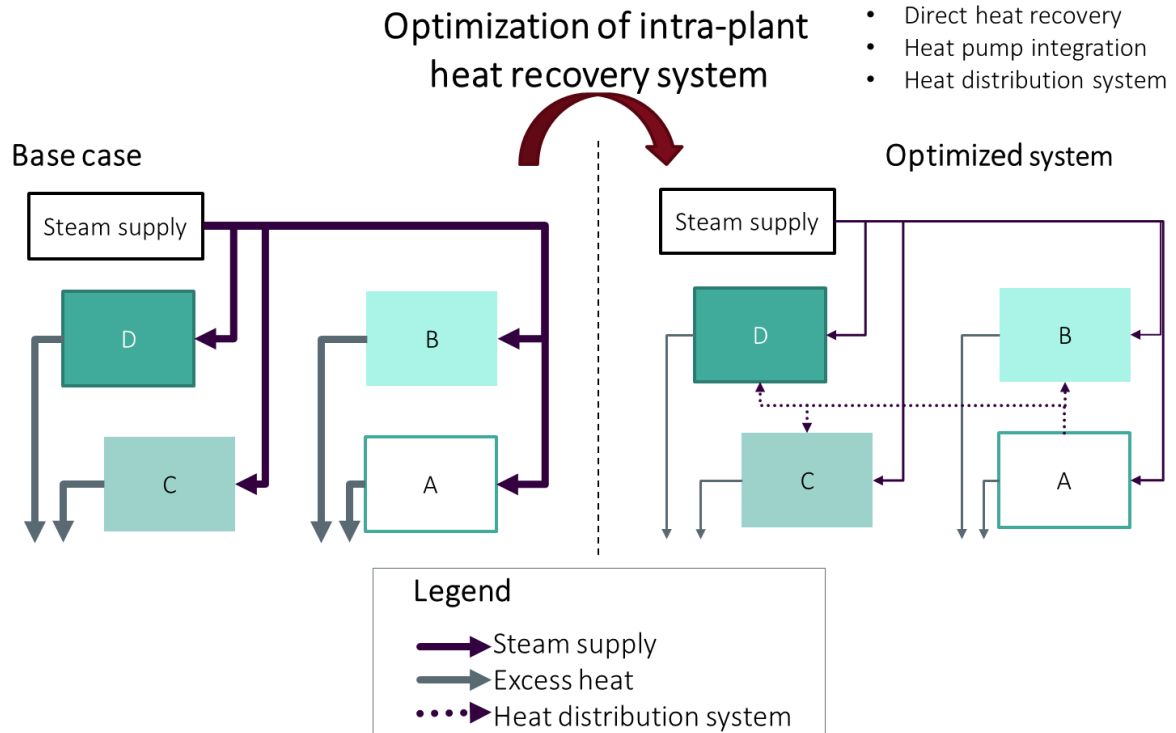 Optimization of intra-plant
heat recovery system
• Direct heat recovery
• Heat pump integration
• Heat distribution system
Base case
Optimized system
Steam supply
D
B
C
A
Steam supply
D
B
C
A
Legend
Steam supply
Excess heat
Heat distribution system